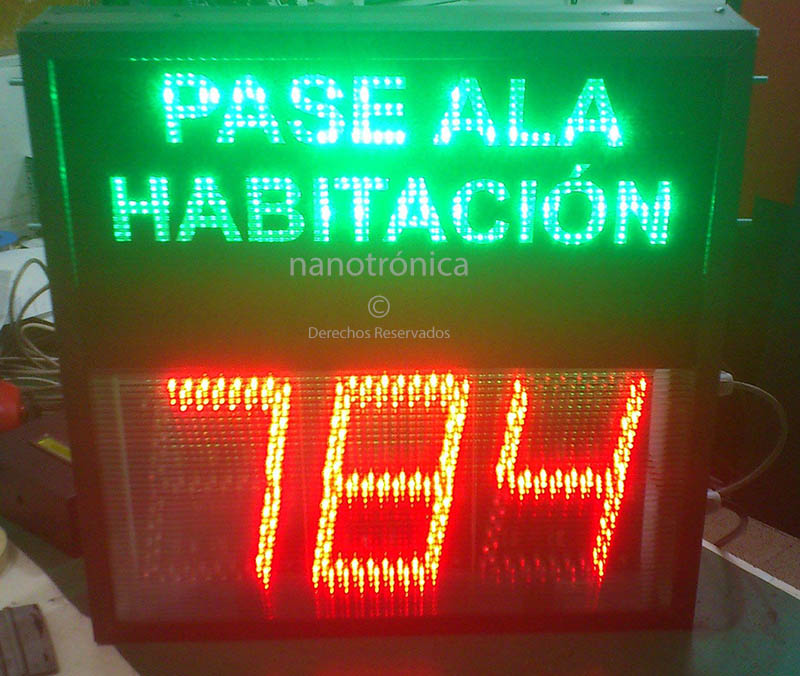 PASE ALA
HABITACIÓN
nanotrónica
©
Derechos Reservados
784